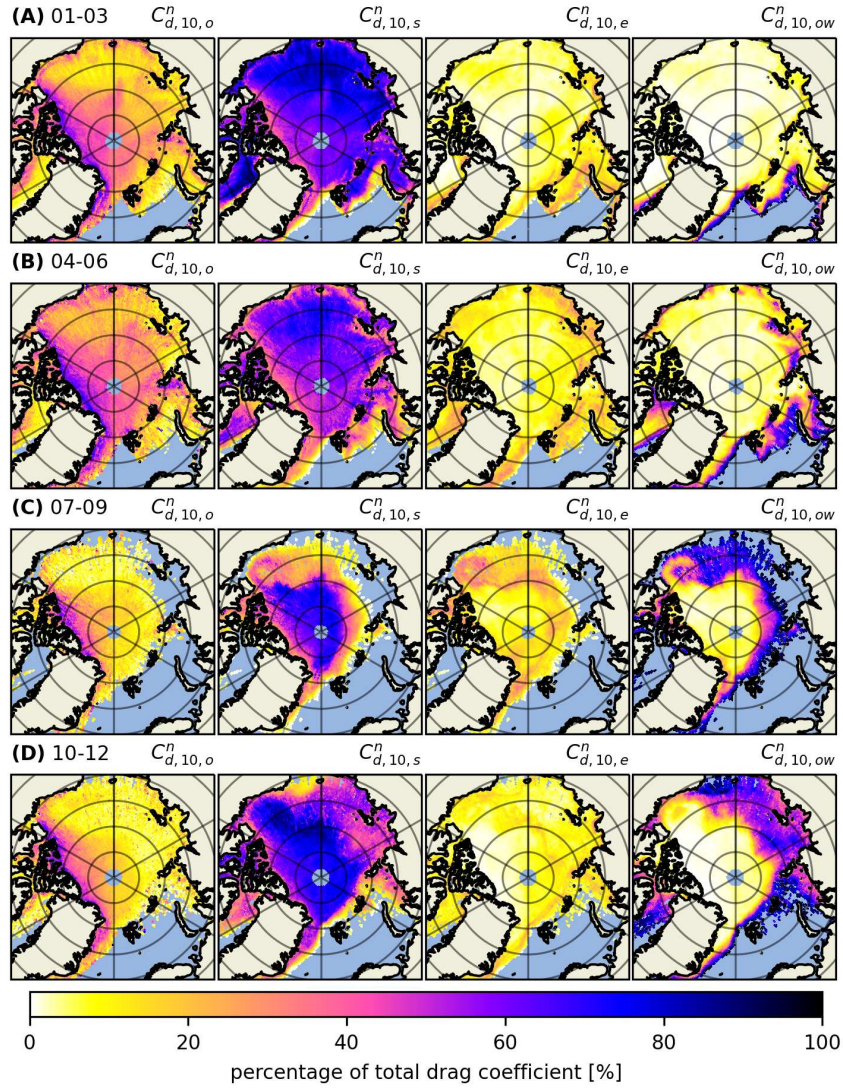 (A) 01-03 C^n_{d,10,o} C^n_{d,10,s} C^n_{d,10,e} C^n_{d,10,ow}
(B) 04-06 C^n_{d,10,o} C^n_{d,10,s} C^n_{d,10,e} C^n_{d,10,ow}
(C) 07-09 C^n_{d,10,o} C^n_{d,10,s} C^n_{d,10,e} C^n_{d,10,ow}
(D) 10-12 C^n_{d,10,o} C^n_{d,10,s} C^n_{d,10,e} C^n_{d,10,ow}
0 20 40 60 80 100
percentage of total drag coefficient [%]